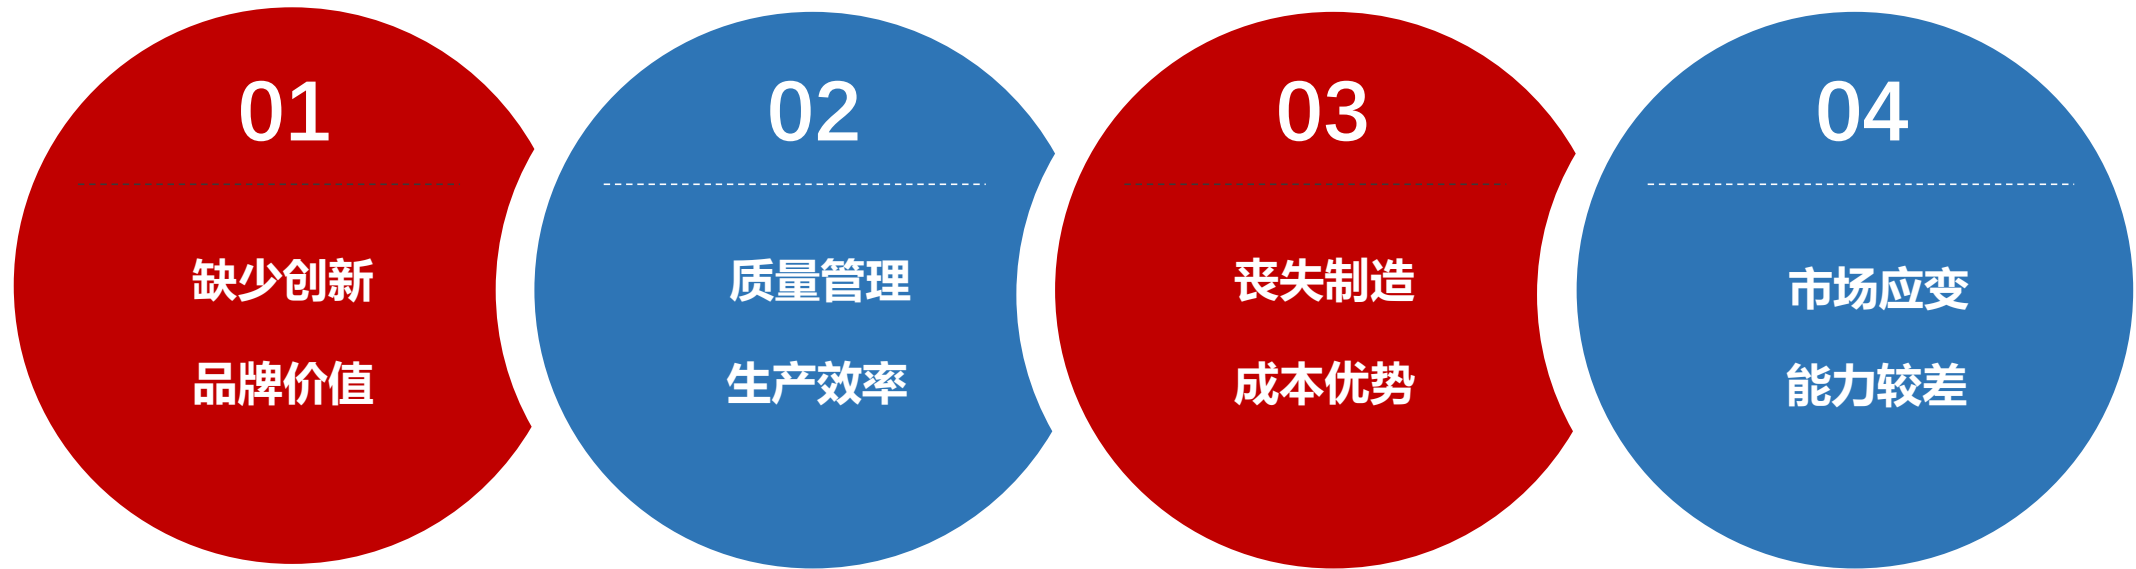 01
缺少创新
品牌价值
02
质量管理
生产效率
03
丧失制造
成本优势
04
市场应变
能力较差